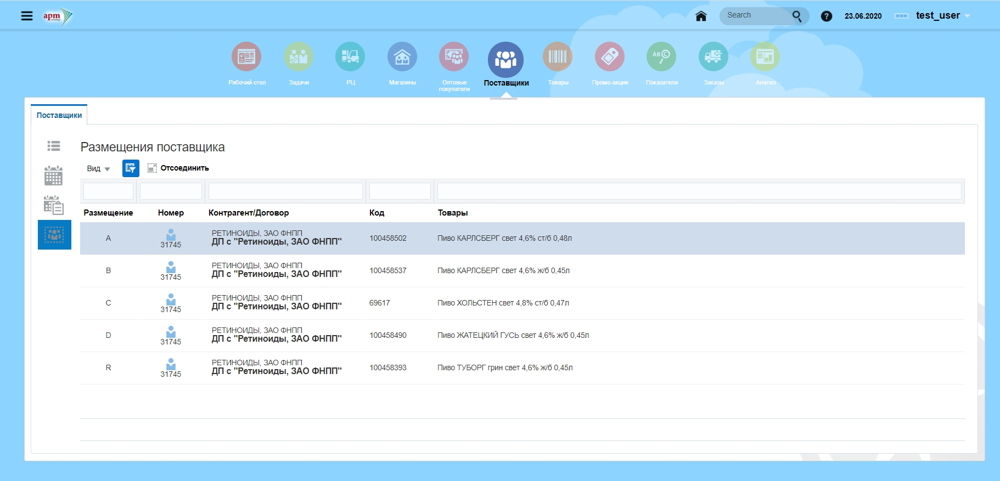 арт
Search
23.06.2020
test_user
Рабочий стол
Задачи
РЦ
Магазины
Оптовые
покупатели
Поставщики
Товары
Промо-акции
Показатели
Заказы
Анализ
Поставщики
Размещения поставщика
Вид
Отсоединить
Размещение Номер Контрагент/Договор Код Товары
A 31745 РЕТИНОИДЫ, ЗАО ФНПП
ДП с "Ретиноиды, ЗАО ФНПП" 100458502 Пиво КАРЛСБЕРГ свет 4,6% ст/б 0,48л
B 31745 РЕТИНОИДЫ, ЗАО ФНПП
ДП с "Ретиноиды, ЗАО ФНПП" 100458537 Пиво КАРЛСБЕРГ свет 4,6% ж/б 0,45л
C 31745 РЕТИНОИДЫ, ЗАО ФНПП
ДП с "Ретиноиды, ЗАО ФНПП" 69617 Пиво ХОЛЬСТЕН свет 4,8% ст/б 0,47л
D 31745 РЕТИНОИДЫ, ЗАО ФНПП
ДП с "Ретиноиды, ЗАО ФНПП" 100458490 Пиво ЖАТЕЦКИЙ ГУСЬ свет 4,6% ж/б 0,45л
R 31745 РЕТИНОИДЫ, ЗАО ФНПП
ДП с "Ретиноиды, ЗАО ФНПП" 100458393 Пиво ТУБОРГ грин свет 4,6% ж/б 0,45л